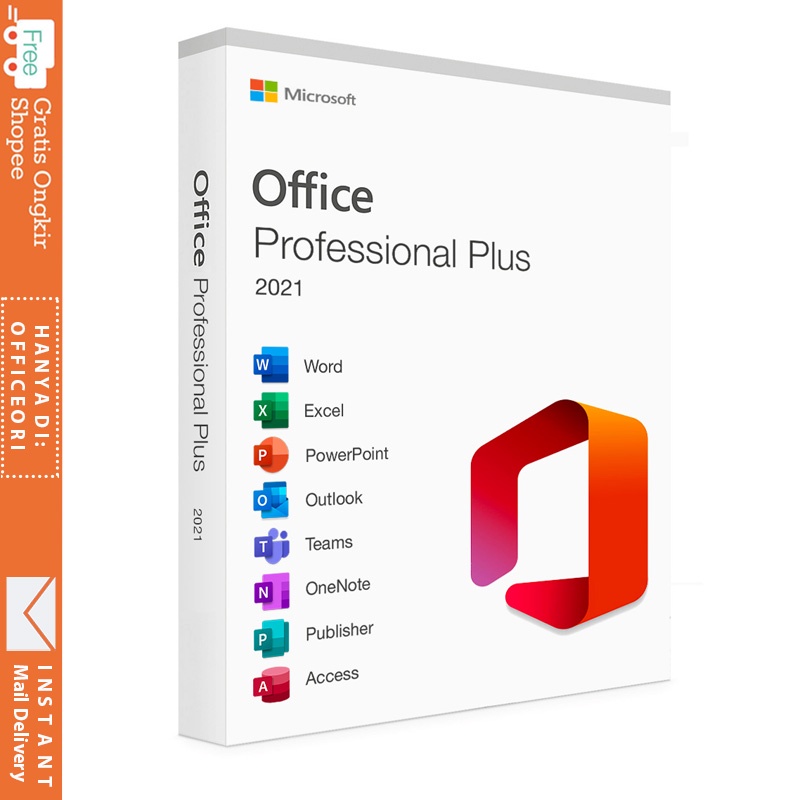 Free
Gratis Ongkir
Shopee
HANYA DI:
OFFICEORI
INSTANT
Mail Delivery
Office Professional Plus 2021
Microsoft
Office
Professional Plus
2021
W Word
X Excel
P PowerPoint
O Outlook
T Teams
N OneNote
P Publisher
A Access